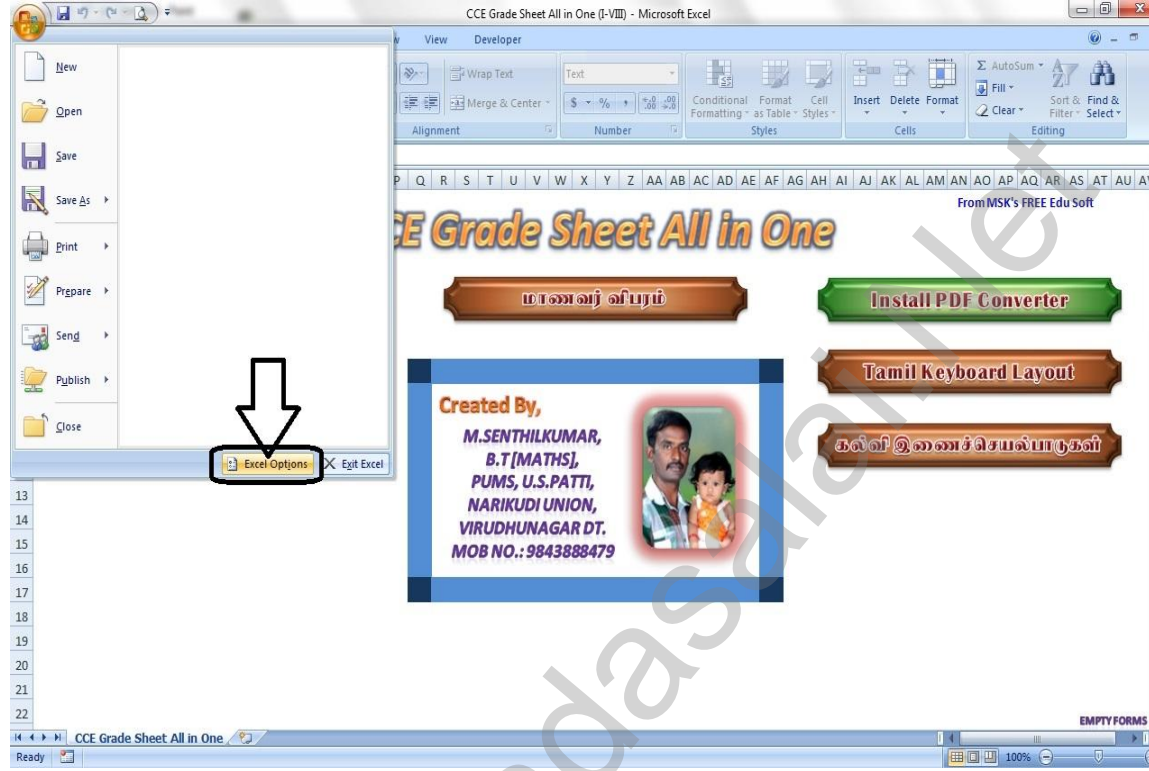 CCE Grade Sheet All in One (I-VIII) - Microsoft Excel
View Developer
New
Open
Save
Save As
Print
Prepare
Send
Publish
Close
Excel Options
Exit Excel
Wrap Text
Merge & Center
Alignment
Text
$ % ,
Number
Conditional Formatting
Format as Table
Cell Styles
Styles
Insert Delete Format
Cells
Σ AutoSum
Fill
Clear
Sort & Filter
Find & Select
Editing
P Q R S T U V W X Y Z AA AB AC AD AE AF AG AH AI AJ AK AL AM AN AO AP AQ AR AS AT AU
From MSK's FREE Edu Soft
CE Grade Sheet All in One
மாணவர் விபரம்
Install PDF Converter
Tamil Keyboard Layout
கல்வி இணைச்செயல்பாடுகள்
Created By,
M.SENTHILKUMAR,
B.T [MATHS],
PUMS, U.S.PATTI,
NARIKUDI UNION,
VIRUDHUNAGAR DT.
MOB NO.: 9843888479
13
14
15
16
17
18
19
20
21
22
EMPTY FORMS
CCE Grade Sheet All in One
Ready
100%